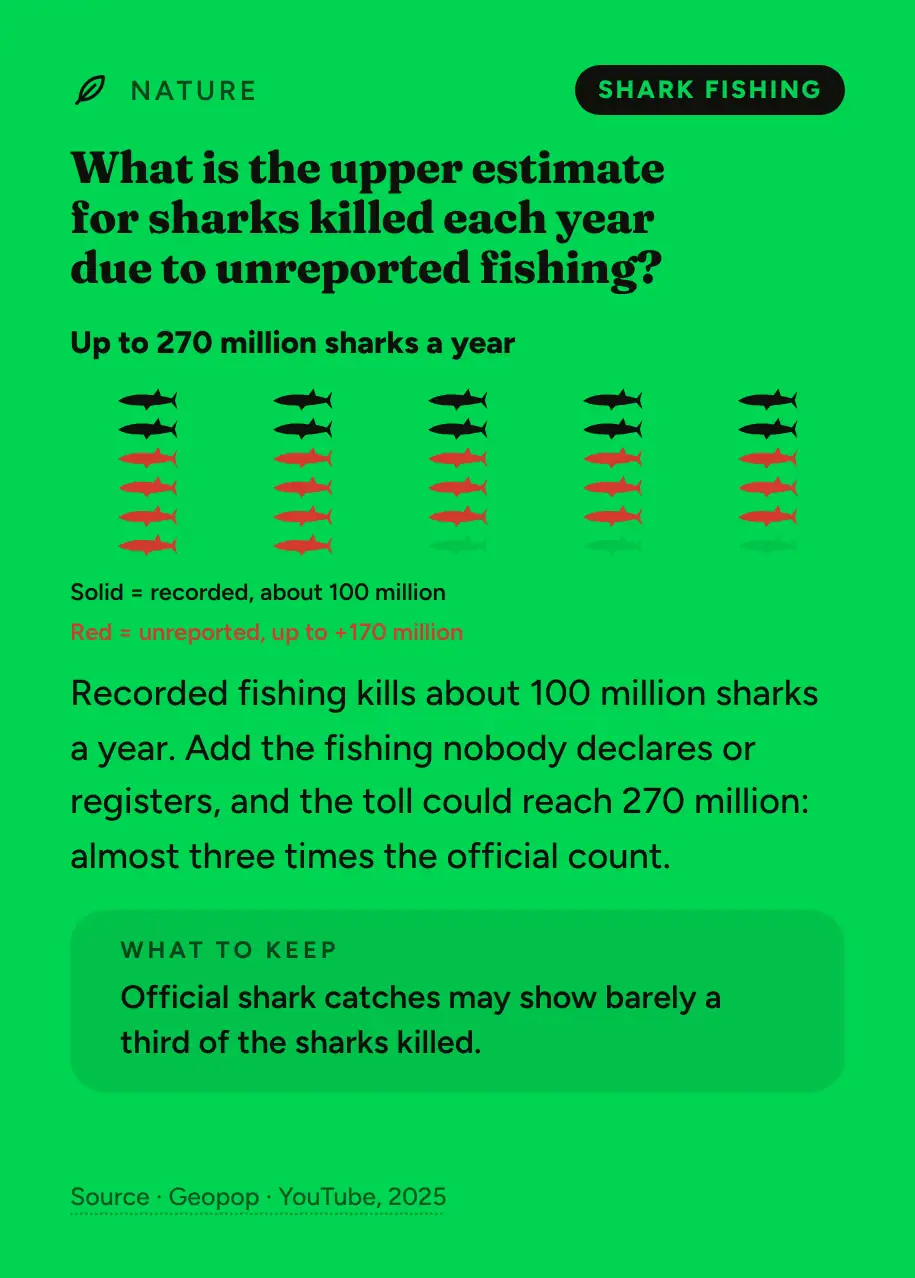 NATURE
SHARK FISHING
What is the upper estimate
for sharks killed each year
due to unreported fishing?
Up to 270 million sharks a year
Solid = recorded, about 100 million
Red = unreported, up to +170 million
Recorded fishing kills about 100 million sharks
a year. Add the fishing nobody declares or
registers, and the toll could reach 270 million:
almost three times the official count.
WHAT TO KEEP
Official shark catches may show barely a
third of the sharks killed.
Source · Geopop · YouTube, 2025